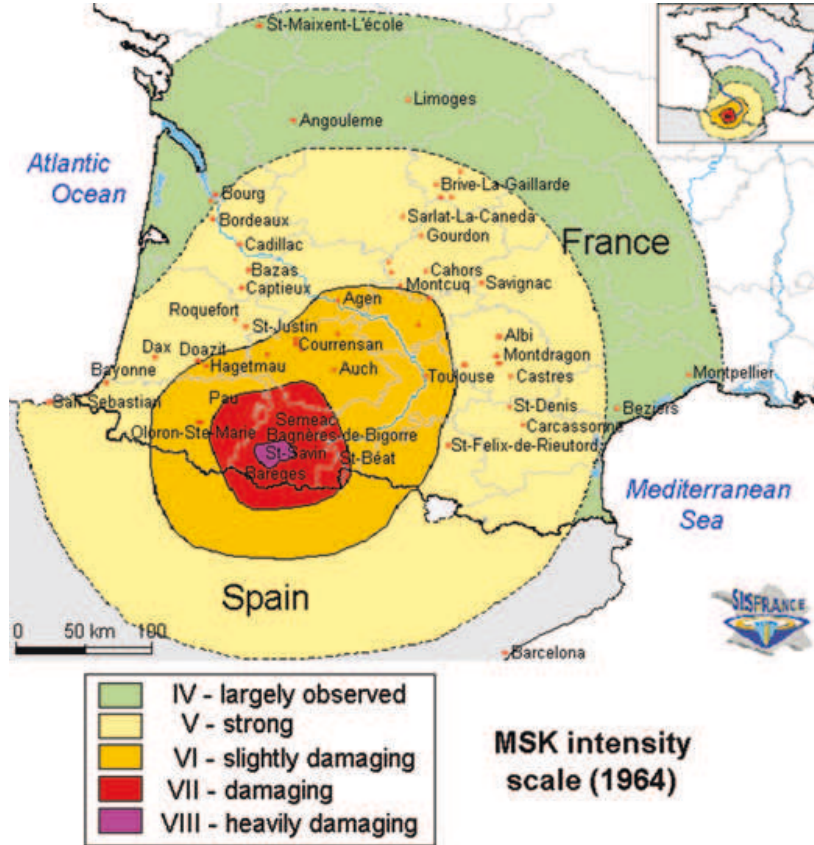 St-Maixent-L'école
Limoges
Angouleme
Atlantic
Ocean
Brive-La-Gaillarde
Bourg
Sarlat-La-Caneda
Bordeaux
Gourdon
France
Cadillac
Bazas
Cahors
Captieux
Montcuq
Savignac
Agen
Roquefort
St-Justin
Albi
Courrensan
Dax
Doazit
Montdragon
Hagetmau
Auch
Toulouse
Castres
Montpellier
Bayonne
San Sebastian
Pau
St-Denis
Beziers
Semeac
Oloron-Ste-Marie
Carcassonne
Bagnères-de-Bigorre
St-Savin
St-Béat
St-Felix-de-Rieutord
Barèges
Mediterranean
Sea
Spain
SISFRANCE
0 50 km 100
Barcelona
IV - largely observed
V - strong
VI - slightly damaging
VII - damaging
VIII - heavily damaging
MSK intensity
scale (1964)